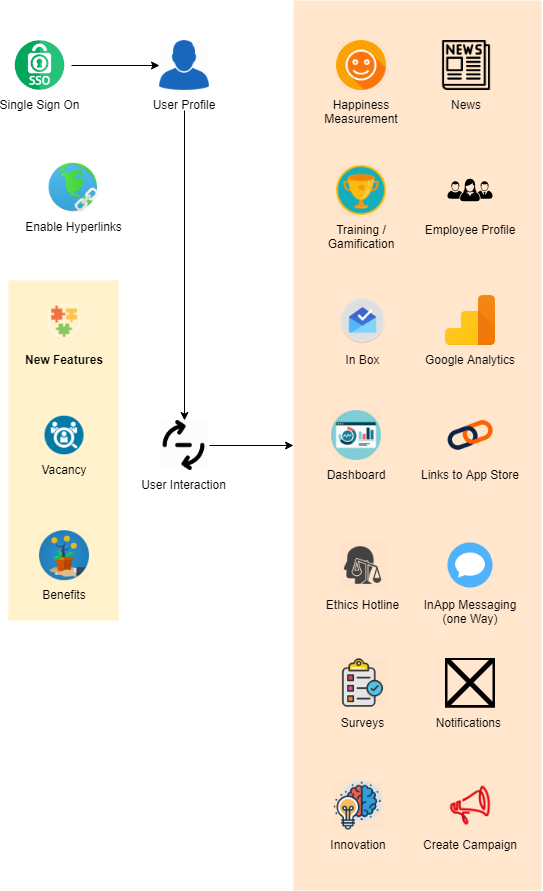 SSO
Single Sign On
User Profile
Enable Hyperlinks
New Features
Vacancy
Benefits
User Interaction
Happiness
Measurement
NEWS
News
Training /
Gamification
Employee Profile
In Box
Google Analytics
Dashboard
Links to App Store
Ethics Hotline
InApp Messaging
(one Way)
Surveys
Notifications
Innovation
Create Campaign